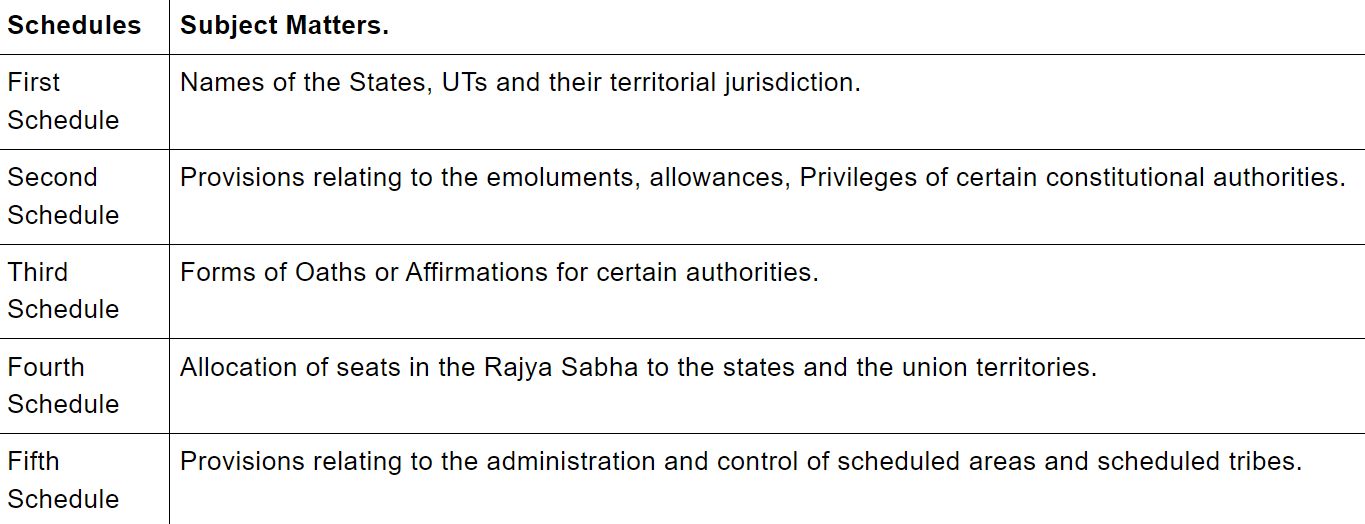 Schedules Subject Matters.
First Names of the States, UTs and their territorial jurisdiction.
Schedule
Second Provisions relating to the emoluments, allowances, Privileges of certain constitutional authorities.
Schedule
Third Forms of Oaths or Affirmations for certain authorities.
Schedule
Fourth Allocation of seats in the Rajya Sabha to the states and the union territories.
Schedule
Fifth Provisions relating to the administration and control of scheduled areas and scheduled tribes.
Schedule